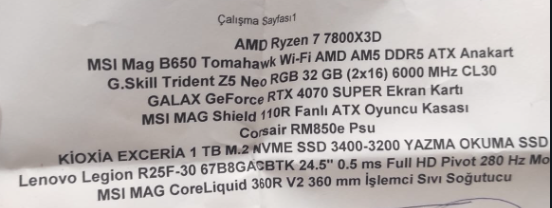 Çalışma Sayfası1
AMD Ryzen 7 7800X3D
MSI Mag B650 Tomahawk Wi-Fi AMD AM5 DDR5 ATX Anakart
G.Skill Trident Z5 Neo RGB 32 GB (2x16) 6000 MHz CL30
GALAX GeForce RTX 4070 SUPER Ekran Kartı
MSI MAG Shield 110R Fanlı ATX Oyuncu Kasası
Corsair RM850e Psu
KİOXİA EXCERİA 1 TB M.2 NVME SSD 3400-3200 YAZMA OKUMA SSD
Lenovo Legion R25F-30 67B8GACBTK 24.5" 0.5 ms Full HD Pivot 280 Hz Mo
MSI MAG CoreLiquid 360R V2 360 mm İşlemci Sıvı Soğutucu